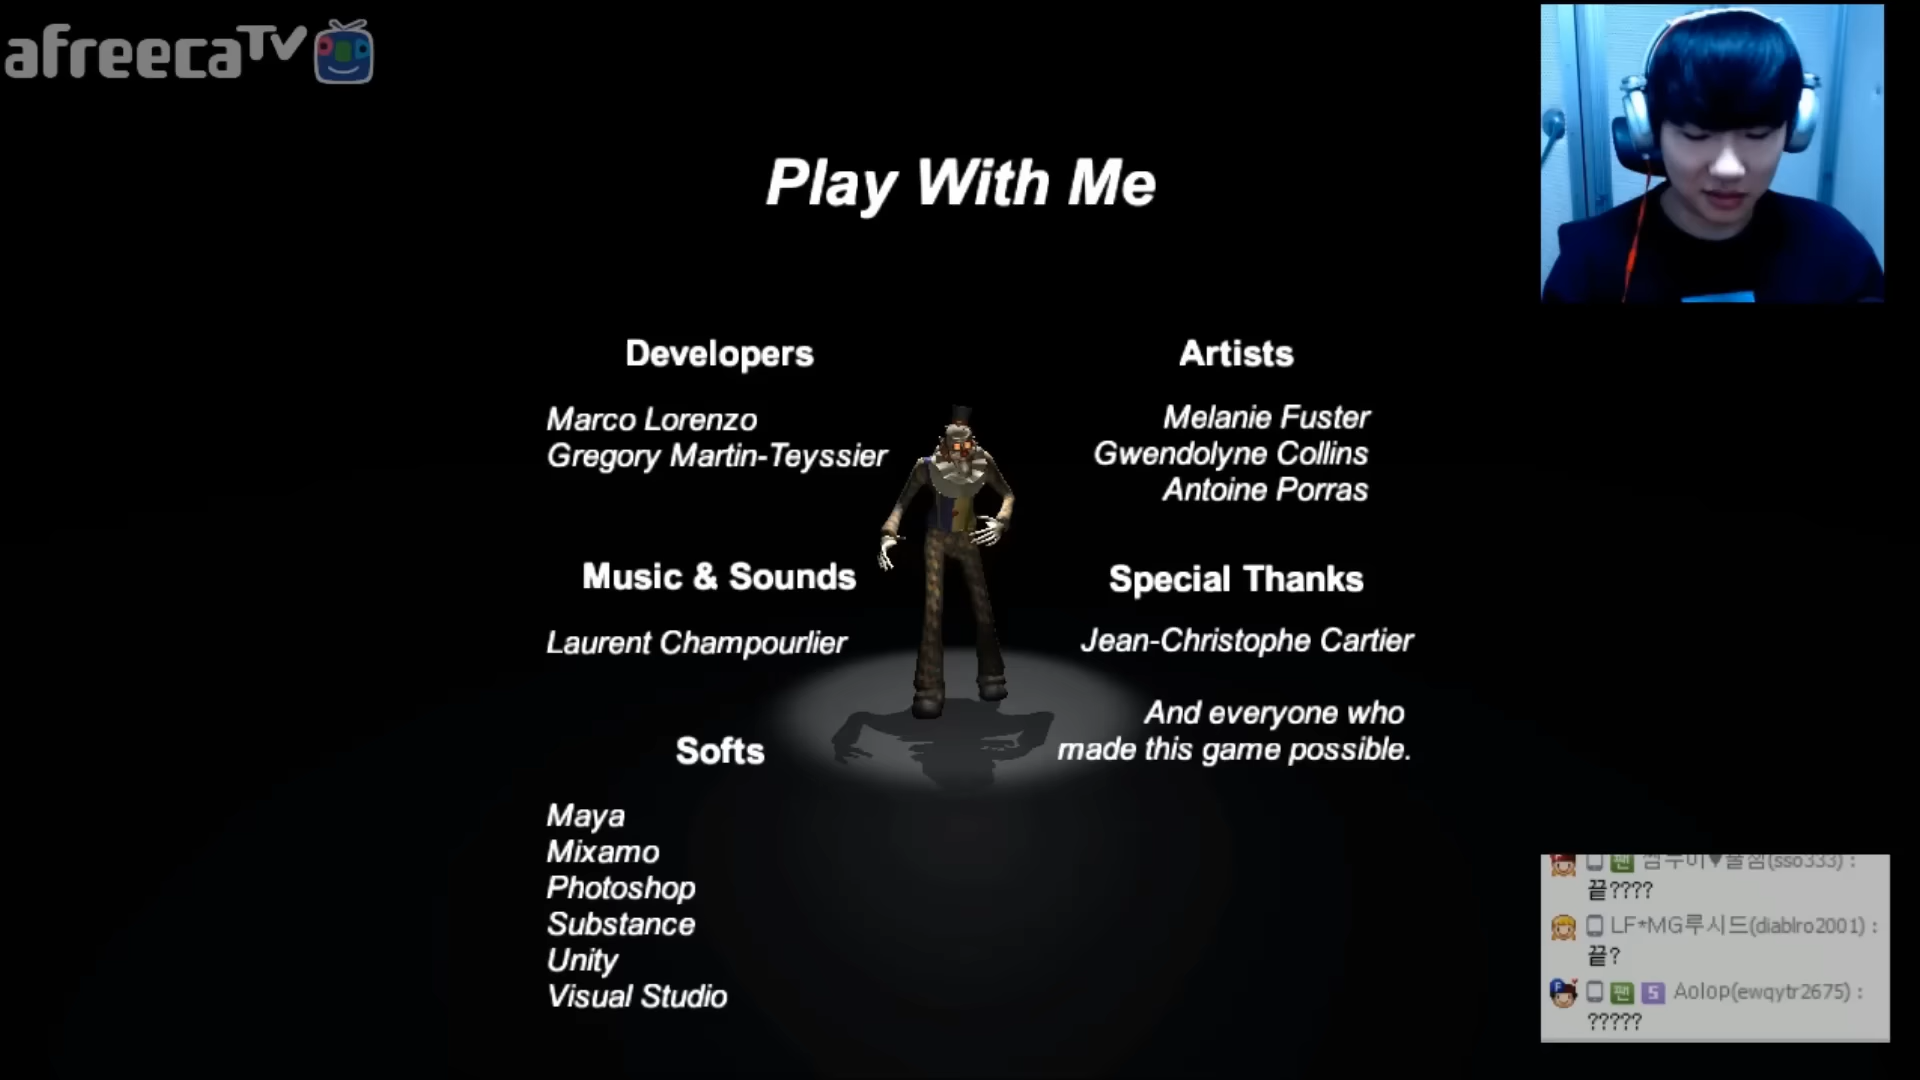 afreecaTV
Play With Me
Developers
Marco Lorenzo
Gregory Martin-Teyssier
Artists
Melanie Fuster
Gwendolyne Collins
Antoine Porras
Music & Sounds
Laurent Champourlier
Special Thanks
Jean-Christophe Cartier
And everyone who
made this game possible.
Softs
Maya
Mixamo
Photoshop
Substance
Unity
Visual Studio
(sso333) :
끝????
LF*MG루시드(diablro2001) :
끝?
팬 S Aolop(ewqytr2675) :
?????